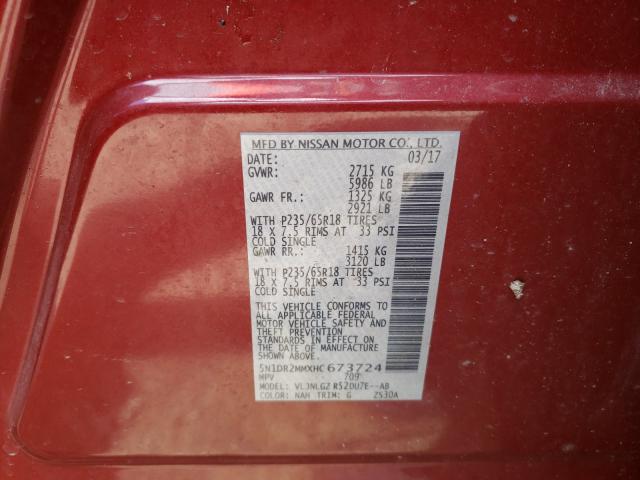 MFD BY NISSAN MOTOR CO., LTD.
DATE: 03/17
GVWR: 2715 KG
5986 LB
GAWR FR.: 1325 KG
2921 LB
WITH P235/65R18 TIRES
18 X 7.5 RIMS AT 33 PSI
COLD SINGLE
GAWR RR.: 1415 KG
3120 LB
WITH P235/65R18 TIRES
18 X 7.5 RIMS AT 33 PSI
COLD SINGLE
THIS VEHICLE CONFORMS TO
ALL APPLICABLE FEDERAL
MOTOR VEHICLE SAFETY AND
THEFT PREVENTION
STANDARDS IN EFFECT ON
THE DATE OF MANUFACTURE
SHOWN ABOVE.
5N1DR2MMXHC673724
MPV 709
MODEL: VLJNLGZ R52DU7E--AB
COLOR: NAH TRIM: G ZS30A